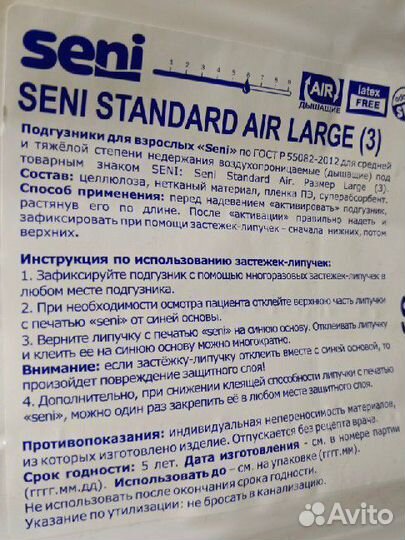 seni
1 2 3 4 5 6 7 8 9
AIR
ДЫШАЩИЕ
latex
FREE
SENI STANDARD AIR LARGE (3)
Подгузники для взрослых «Seni» по ГОСТ Р 55082-2012 для средней
и тяжёлой степени недержания воздухопроницаемые (дышащие) под
товарным знаком SENI: Seni Standard Air. Размер Large (3).
Состав: целлюлоза, нетканый материал, пленка ПЭ, суперабсорбент.
Способ применения: перед надеванием «активировать» подгузник,
растянув его по длине. После «активации» правильно надеть и
зафиксировать при помощи застежек-липучек – сначала нижних, потом
верхних.
Инструкция по использованию застежек-липучек:
1. Зафиксируйте подгузник с помощью многоразовых застежек-липучек в
любом месте подгузника.
2. При необходимости осмотра пациента отклейте верхнюю часть липучки
с печатью «seni» от синей основы.
3. Верните липучку с печатью «seni» на синюю основу. Отклеивать липучку
и клеить ее на синюю основу можно многократно.
Внимание: если застёжку-липучку отклеить вместе с синей основой, то
произойдет повреждение защитного слоя!
4. Дополнительно, при снижении клеящей способности липучки с печатью
«seni», можно один раз закрепить её в любом месте защитного слоя.
Противопоказания: индивидуальная непереносимость материалов,
из которых изготовлено изделие. Отпускается без рецепта врача.
Срок годности: 5 лет. Дата изготовления - см. в номере партии
(гггг.мм.дд). Использовать до – см. на упаковке (гггг.мм).
Не использовать после окончания срока годности.
Указание по утилизации: не бросать в канализацию.
Avito